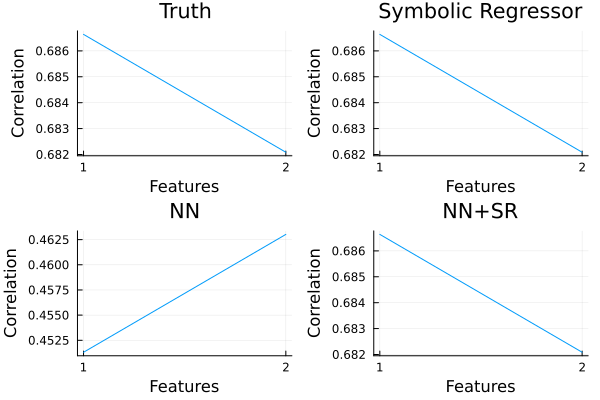 Truth
Correlation
0.686
0.685
0.684
0.683
0.682
1
2
Features
Symbolic Regressor
Correlation
0.686
0.685
0.684
0.683
0.682
1
2
Features
NN
Correlation
0.4625
0.4600
0.4575
0.4550
0.4525
1
2
Features
NN+SR
Correlation
0.686
0.685
0.684
0.683
0.682
1
2
Features